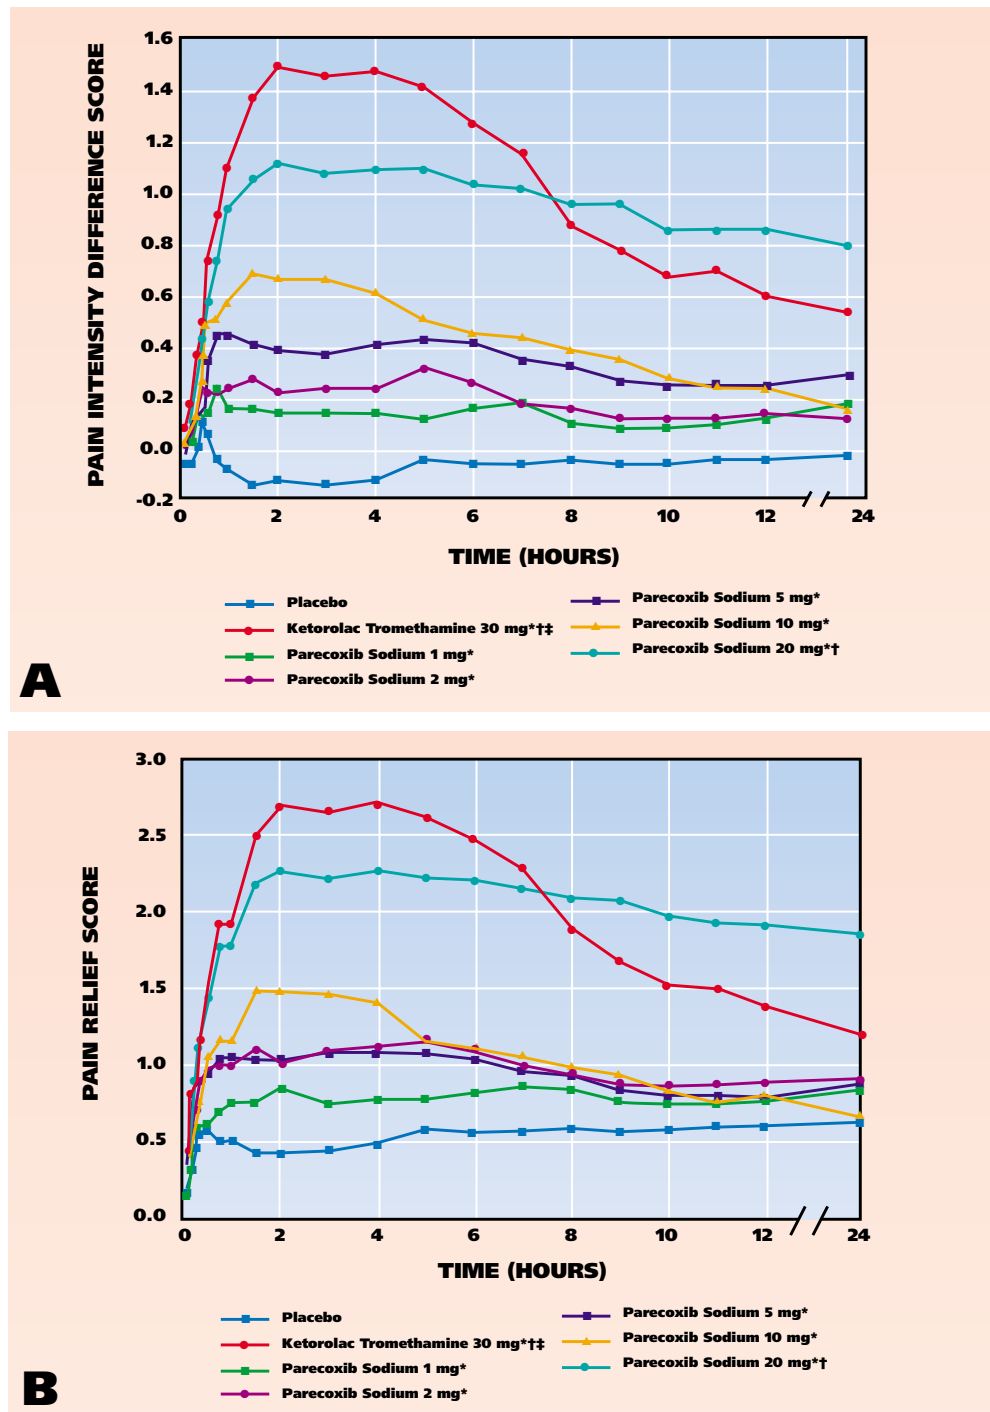 PAIN INTENSITY DIFFERENCE SCORE
1.6
1.4
1.2
1.0
0.8
0.6
0.4
0.2
0.0
-0.2
0 2 4 6 8 10 12 24
TIME (HOURS)
Placebo
Ketorolac Tromethamine 30 mg*†‡
Parecoxib Sodium 1 mg*
Parecoxib Sodium 2 mg*
Parecoxib Sodium 5 mg*
Parecoxib Sodium 10 mg*
Parecoxib Sodium 20 mg*†
A
PAIN RELIEF SCORE
3.0
2.5
2.0
1.5
1.0
0.5
0.0
0 2 4 6 8 10 12 24
TIME (HOURS)
Placebo
Ketorolac Tromethamine 30 mg*†‡
Parecoxib Sodium 1 mg*
Parecoxib Sodium 2 mg*
Parecoxib Sodium 5 mg*
Parecoxib Sodium 10 mg*
Parecoxib Sodium 20 mg*†
B